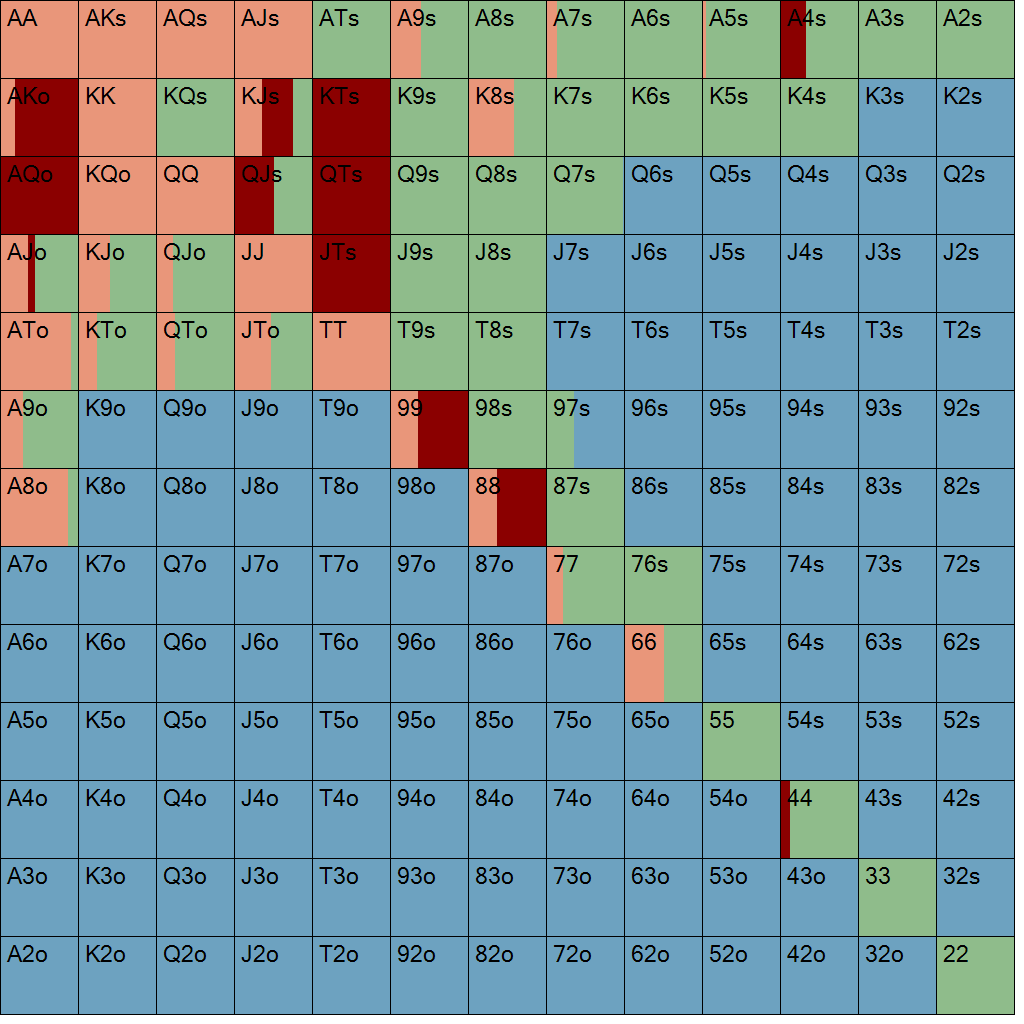 AA AKs AQs AJs ATs A9s A8s A7s A6s A5s A4s A3s A2s
AKo KK KQs KJs KTs K9s K8s K7s K6s K5s K4s K3s K2s
AQo KQo QQ QJs QTs Q9s Q8s Q7s Q6s Q5s Q4s Q3s Q2s
AJo KJo QJo JJ JTs J9s J8s J7s J6s J5s J4s J3s J2s
ATo KTo QTo JTo TT T9s T8s T7s T6s T5s T4s T3s T2s
A9o K9o Q9o J9o T9o 99 98s 97s 96s 95s 94s 93s 92s
A8o K8o Q8o J8o T8o 98o 88 87s 86s 85s 84s 83s 82s
A7o K7o Q7o J7o T7o 97o 87o 77 76s 75s 74s 73s 72s
A6o K6o Q6o J6o T6o 96o 86o 76o 66 65s 64s 63s 62s
A5o K5o Q5o J5o T5o 95o 85o 75o 65o 55 54s 53s 52s
A4o K4o Q4o J4o T4o 94o 84o 74o 64o 54o 44 43s 42s
A3o K3o Q3o J3o T3o 93o 83o 73o 63o 53o 43o 33 32s
A2o K2o Q2o J2o T2o 92o 82o 72o 62o 52o 42o 32o 22